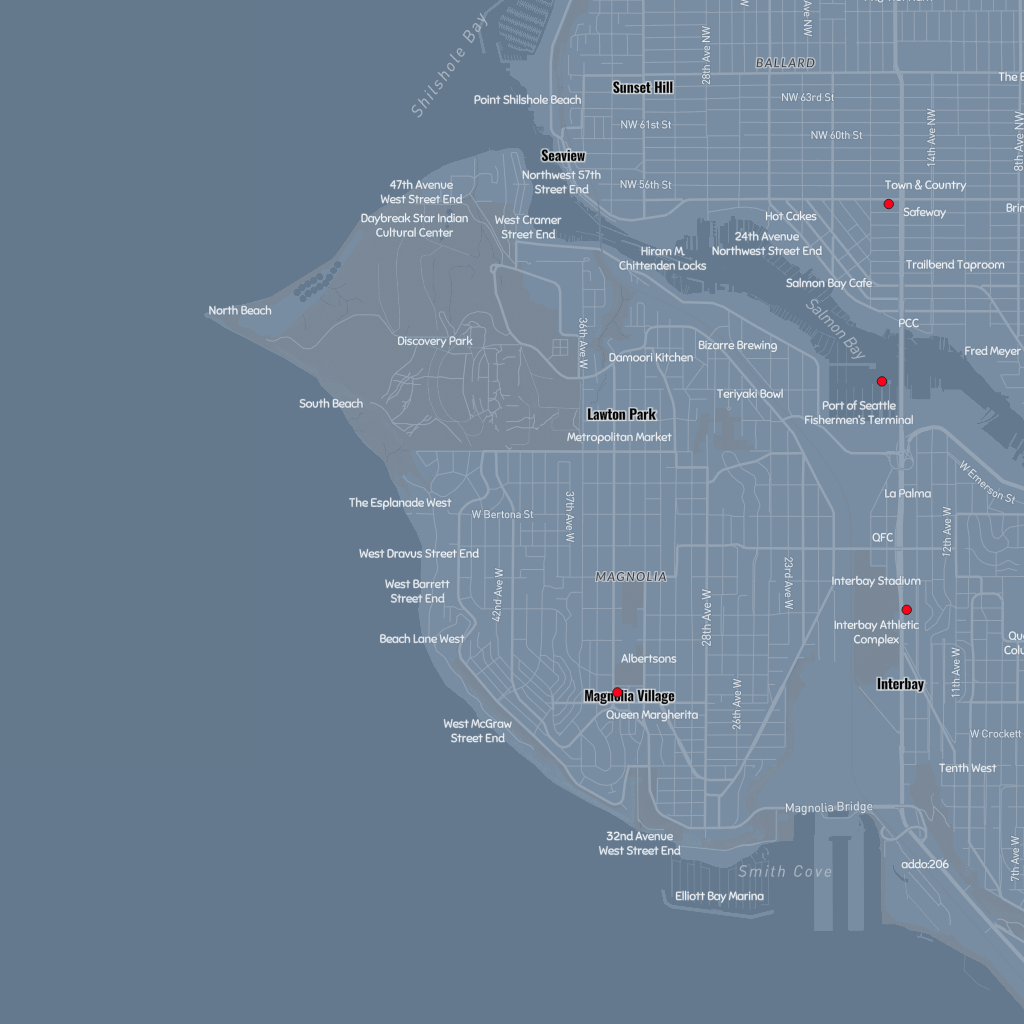 28th Ave NW
BALLARD
Shilshole Bay
Sunset Hill
Point Shilshole Beach
NW 63rd St
NW 61st St
14th Ave NW
8th Ave NW
NW 60th St
Seaview
Northwest 57th
Street End
NW 56th St
47th Avenue
West Street End
Town & Country
Safeway
Daybreak Star Indian
Cultural Center
West Cramer
Street End
Hot Cakes
24th Avenue
Northwest Street End
Hiram M.
Chittenden Locks
Trailbend Taproom
Salmon Bay Cafe
North Beach
Salmon Bay
PCC
36th Ave W
Discovery Park
Bizarre Brewing
Damoori Kitchen
Fred Meyer
Teriyaki Bowl
South Beach
Port of Seattle
Fishermen's Terminal
Lawton Park
Metropolitan Market
W Emerson St
La Palma
The Esplanade West
37th Ave W
W Bertona St
12th Ave W
QFC
West Dravus Street End
MAGNOLIA
23rd Ave W
Interbay Stadium
West Barrett
Street End
42nd Ave W
28th Ave W
Interbay Athletic
Complex
Beach Lane West
Albertsons
11th Ave W
Interbay
Magnolia Village
26th Ave W
Queen Margherita
West McGraw
Street End
W Crockett
Tenth West
Magnolia Bridge
32nd Avenue
West Street End
7th Ave W
addo:206
Smith Cove
Elliott Bay Marina